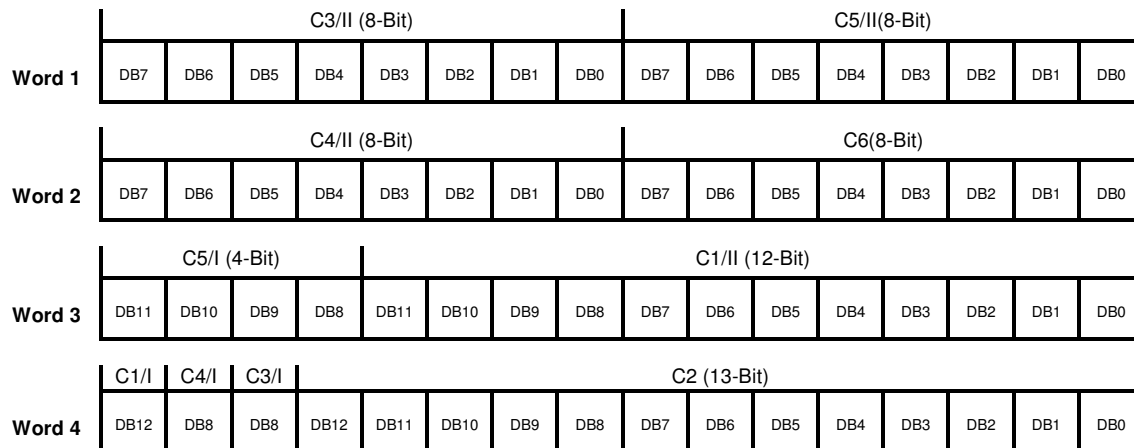 C3/II (8-Bit) C5/II(8-Bit)
Word 1 DB7 DB6 DB5 DB4 DB3 DB2 DB1 DB0 DB7 DB6 DB5 DB4 DB3 DB2 DB1 DB0
C4/II (8-Bit) C6(8-Bit)
Word 2 DB7 DB6 DB5 DB4 DB3 DB2 DB1 DB0 DB7 DB6 DB5 DB4 DB3 DB2 DB1 DB0
C5/I (4-Bit) C1/II (12-Bit)
Word 3 DB11 DB10 DB9 DB8 DB11 DB10 DB9 DB8 DB7 DB6 DB5 DB4 DB3 DB2 DB1 DB0
C1/I C4/I C3/I C2 (13-Bit)
Word 4 DB12 DB8 DB8 DB12 DB11 DB10 DB9 DB8 DB7 DB6 DB5 DB4 DB3 DB2 DB1 DB0